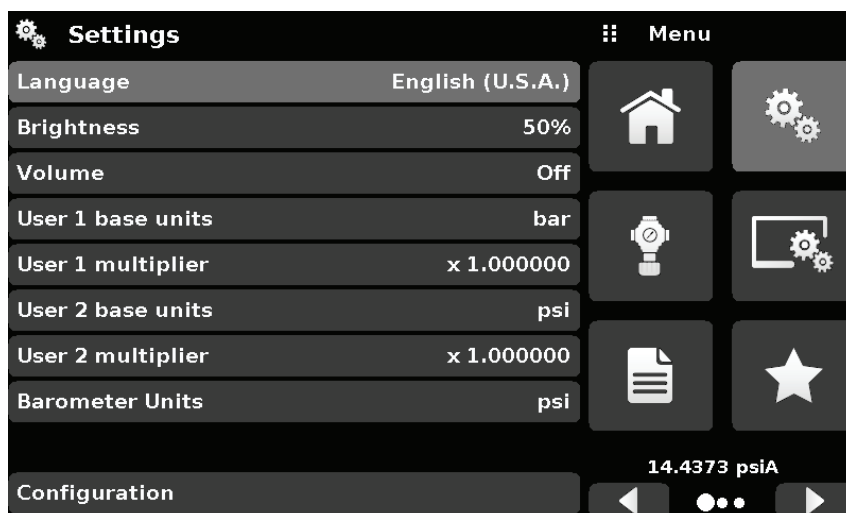 Settings
Menu
Language English (U.S.A.)
Brightness 50%
Volume Off
User 1 base units bar
User 1 multiplier x 1.000000
User 2 base units psi
User 2 multiplier x 1.000000
Barometer Units psi
Configuration
14.4373 psiA